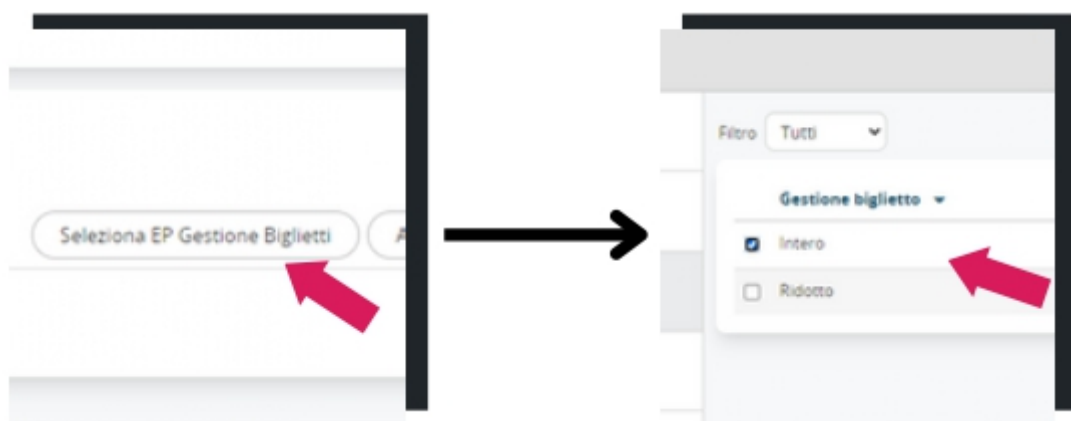 Seleziona EP Gestione Biglietti
Filtro Tutti
Gestione biglietto
Intero
Ridotto